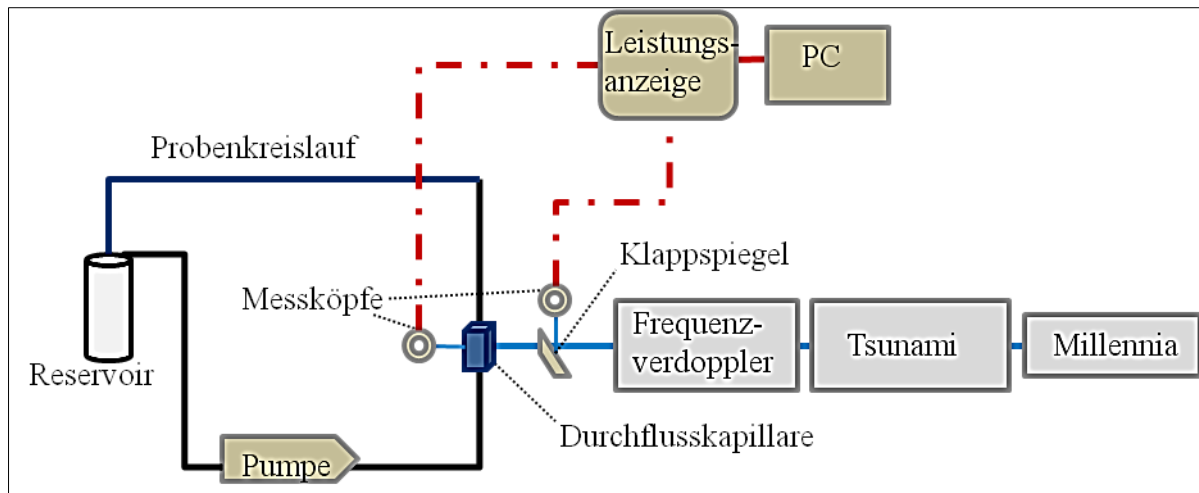 Leistungs-
anzeige
PC
Probenkreislauf
Klappspiegel
Messköpfe
Frequenz-
verdoppler
Tsunami
Millennia
Reservoir
Durchflusskapillare
Pumpe